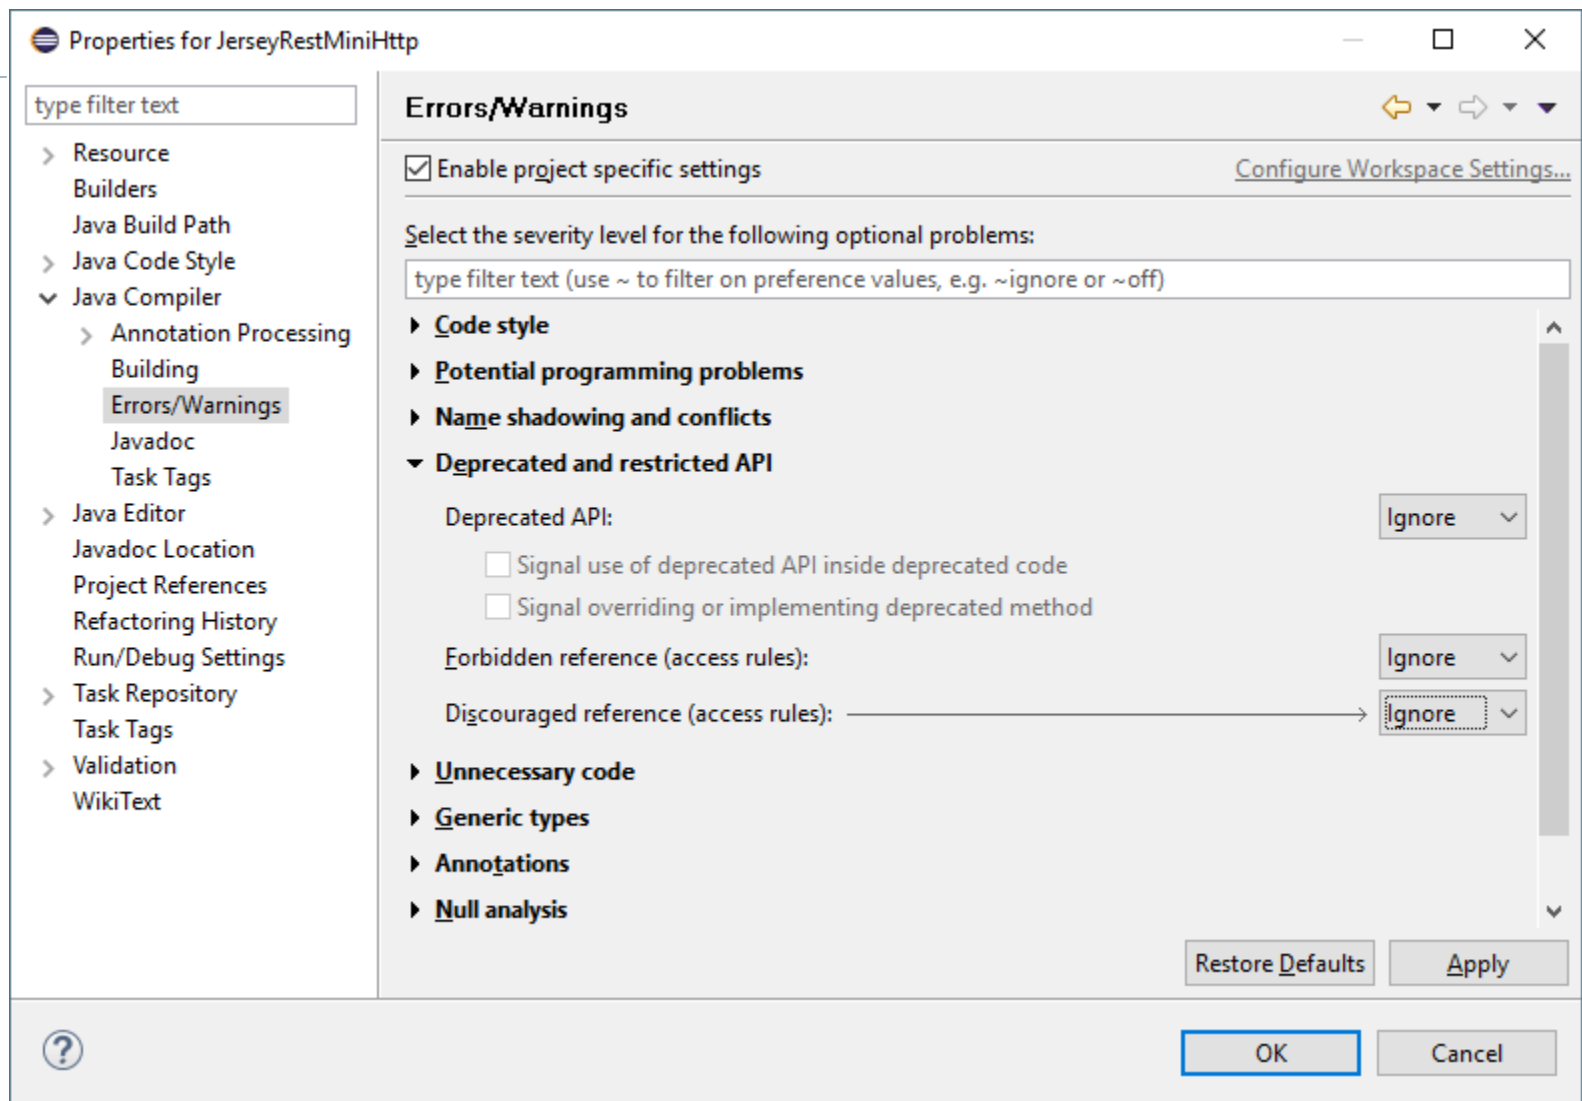 Properties for JerseyRestMiniHttp
type filter text
Resource
Builders
Java Build Path
Java Code Style
Java Compiler
Annotation Processing
Building
Errors/Warnings
Javadoc
Task Tags
Java Editor
Javadoc Location
Project References
Refactoring History
Run/Debug Settings
Task Repository
Task Tags
Validation
WikiText
Errors/Warnings
Enable project specific settings
Configure Workspace Settings...
Select the severity level for the following optional problems:
type filter text (use ~ to filter on preference values, e.g. ~ignore or ~off)
Code style
Potential programming problems
Name shadowing and conflicts
Deprecated and restricted API
Deprecated API: Ignore
Signal use of deprecated API inside deprecated code
Signal overriding or implementing deprecated method
Forbidden reference (access rules): Ignore
Discouraged reference (access rules): Ignore
Unnecessary code
Generic types
Annotations
Null analysis
Restore Defaults Apply
? OK Cancel